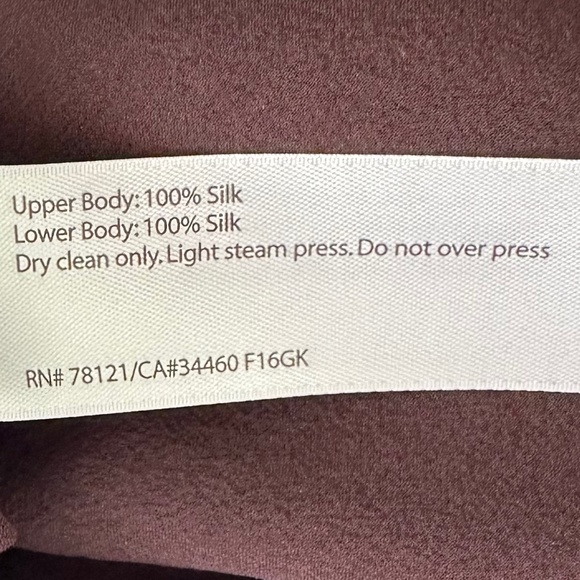 Upper Body: 100% Silk
Lower Body: 100% Silk
Dry clean only. Light steam press. Do not over press
RN# 78121/CA#34460 F16GK